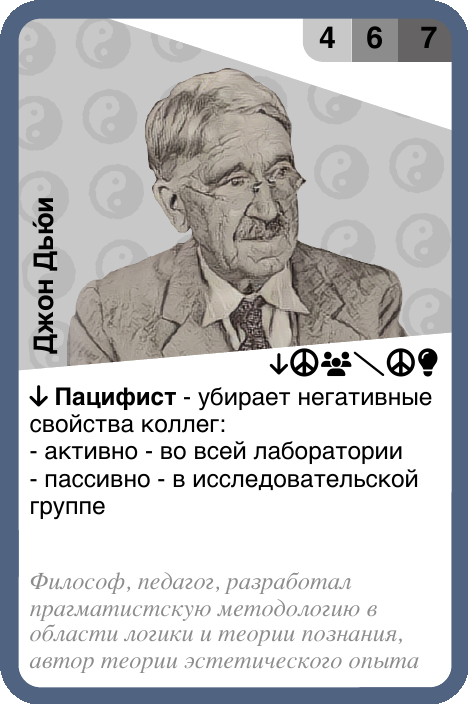 4 6 7
Джон Дью́и
↓ Пацифист - убирает негативные
свойства коллег:
- активно - во всей лаборатории
- пассивно - в исследовательской
группе
Философ, педагог, разработал
прагматистскую методологию в
области логики и теории познания,
автор теории эстетического опыта